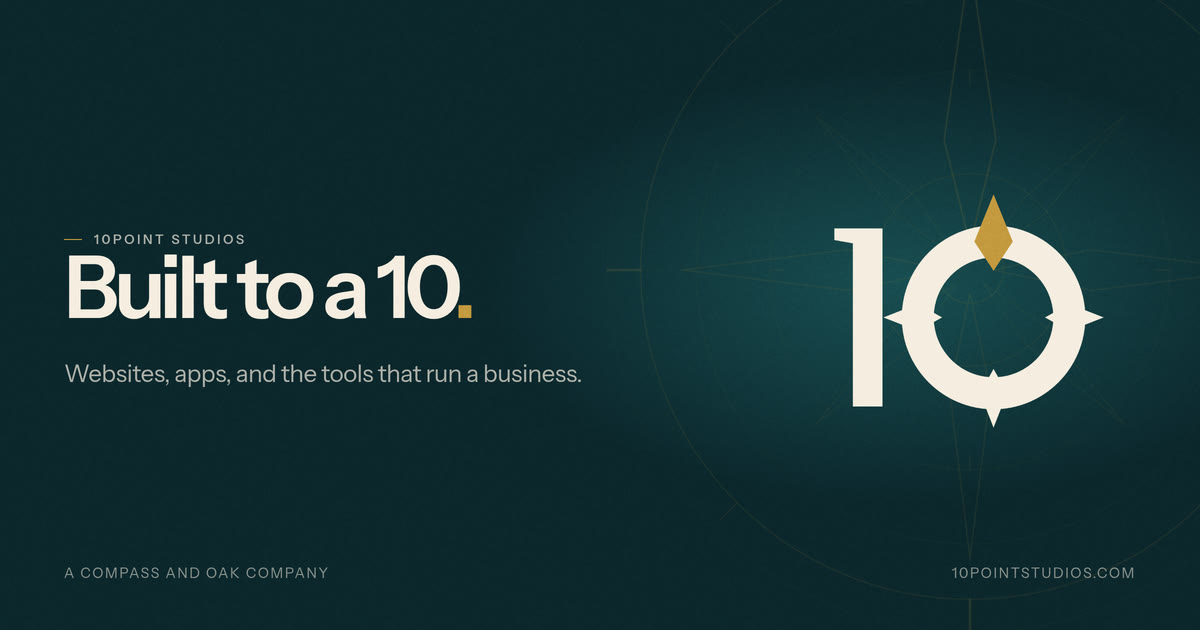 — 10POINT STUDIOS
Built to a 10.
Websites, apps, and the tools that run a business.
10
A COMPASS AND OAK COMPANY
10POINTSTUDIOS.COM